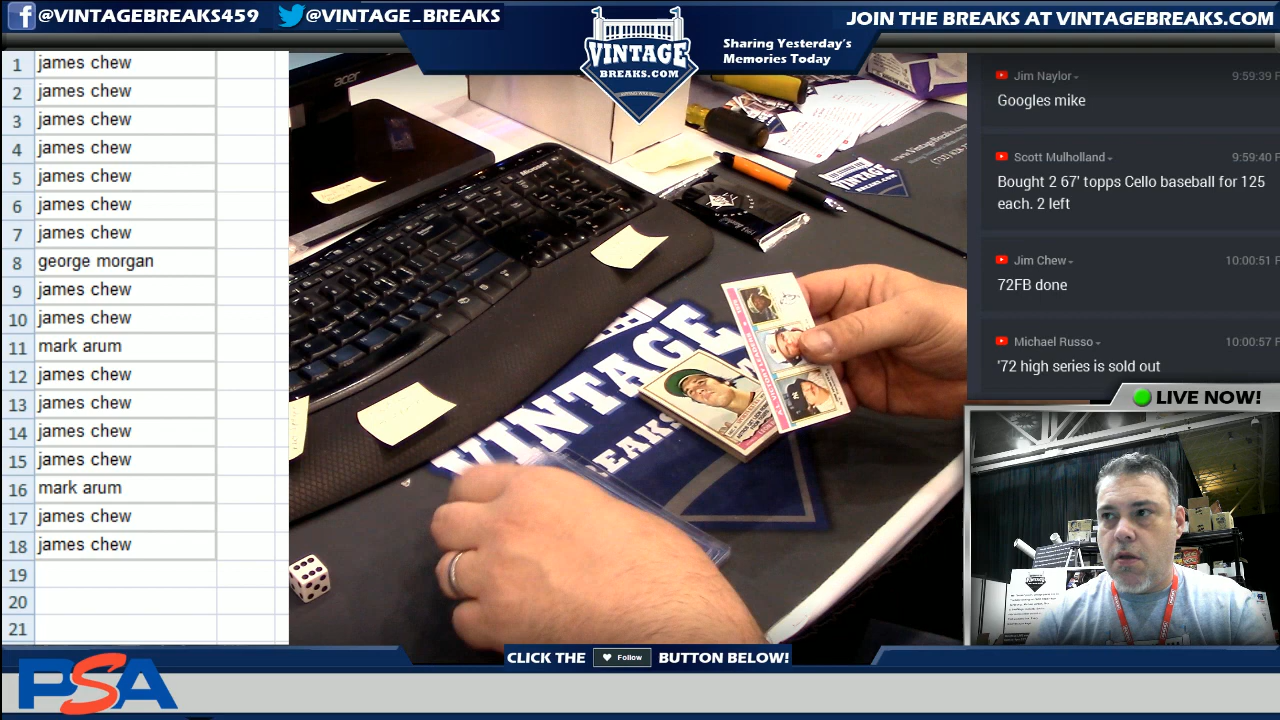 @VINTAGEBREAKS459
@VINTAGE_BREAKS
VINTAGE
BREAKS.COM
Sharing Yesterday's
Memories Today
JOIN THE BREAKS AT VINTAGEBREAKS.COM
1 james chew
2 james chew
3 james chew
4 james chew
5 james chew
6 james chew
7 james chew
8 george morgan
9 james chew
10 james chew
11 mark arum
12 james chew
13 james chew
14 james chew
15 james chew
16 mark arum
17 james chew
18 james chew
19
20
21
acer
Microsoft
VINTAGE
BREAKS
Jim Naylor 9:59:39
Googles mike
Scott Mulholland 9:59:40
Bought 2 67' topps Cello baseball for 125
each. 2 left
Jim Chew 10:00:51
72FB done
Michael Russo 10:00:57
'72 high series is sold out
LIVE NOW!
CLICK THE Follow BUTTON BELOW!
PSA